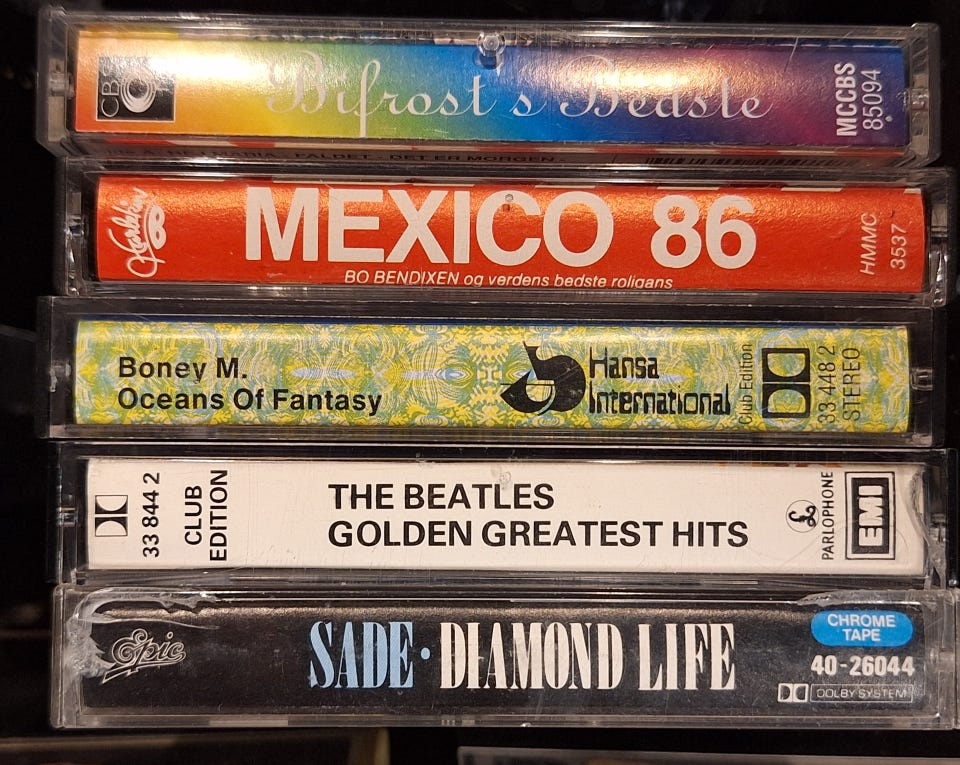 CBS
Bifrost's Bedste
MCCBS
85094
FALDET - DET ER MORGEN
Harlekin
MEXICO 86
BO BENDIXEN og verdens bedste roligans
HMMC
3537
Boney M.
Oceans Of Fantasy
Hansa
International
Club Edition
33 448 2
STEREO
33 844 2
CLUB
EDITION
THE BEATLES
GOLDEN GREATEST HITS
PARLOPHONE
EMI
Epic
SADE · DIAMOND LIFE
CHROME
TAPE
40-26044
DOLBY SYSTEM